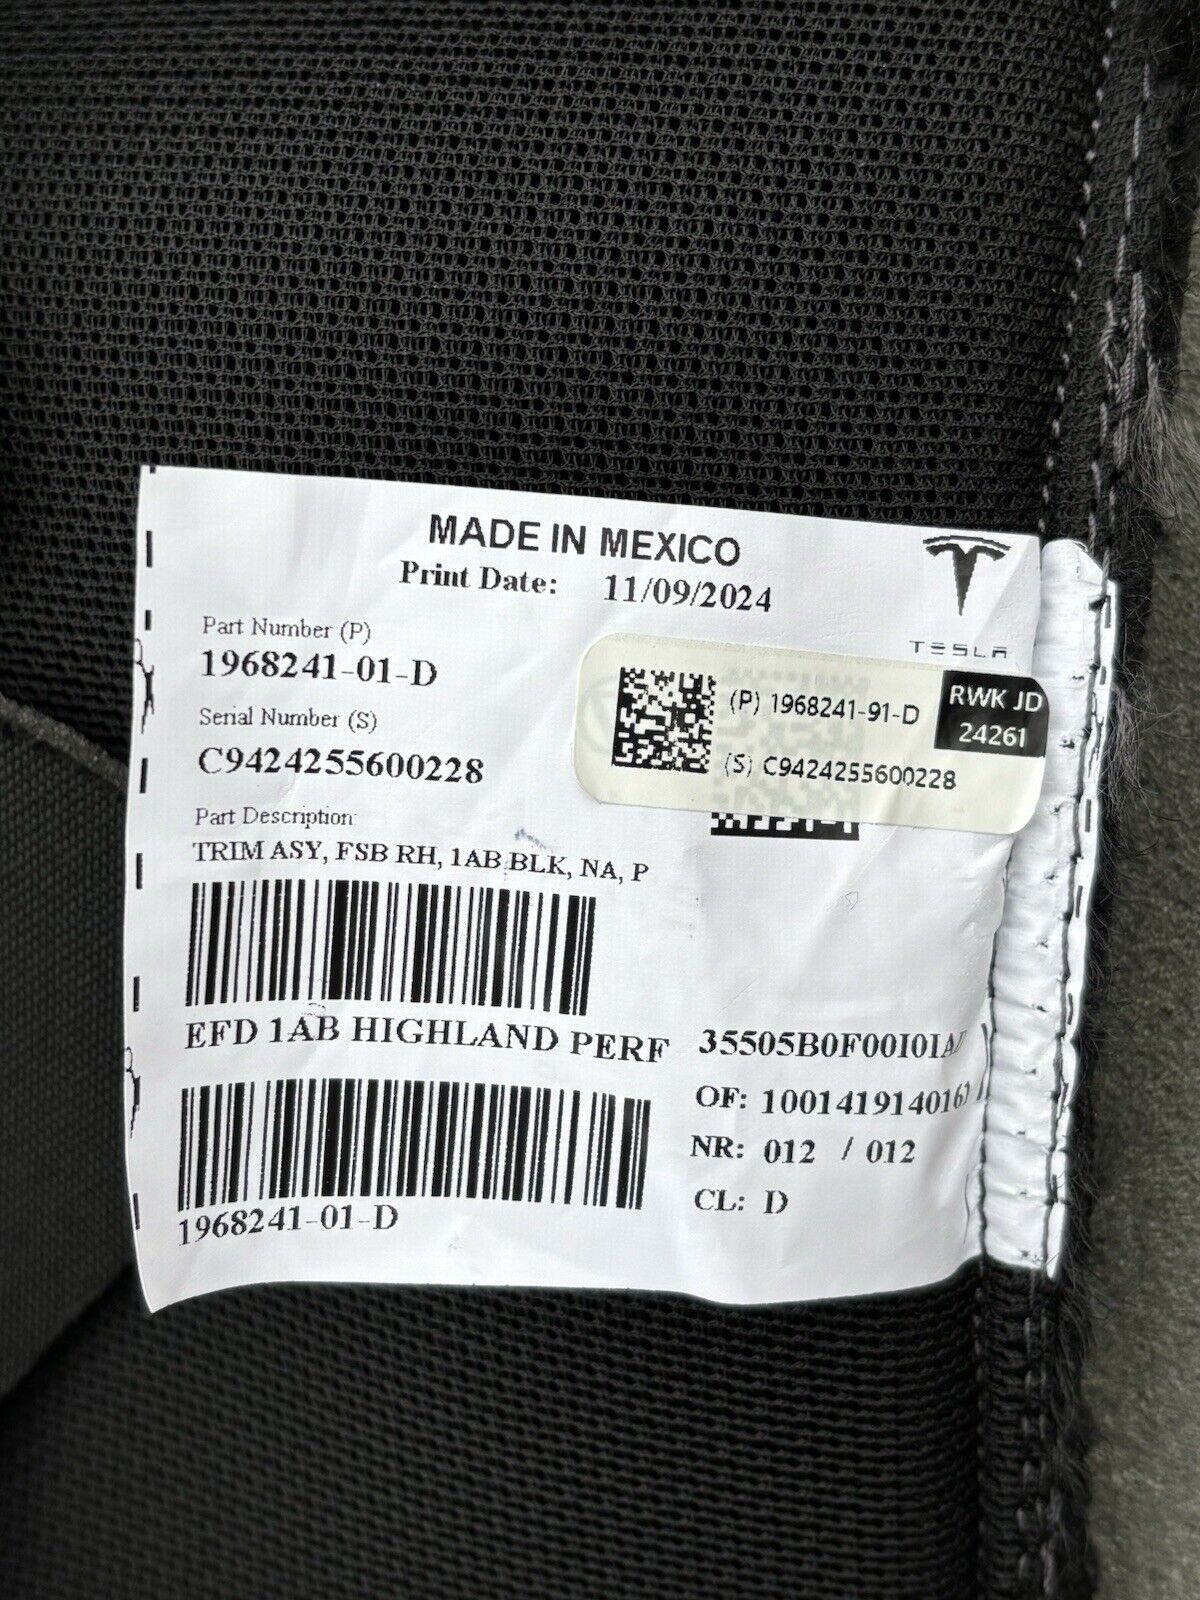 MADE IN MEXICO
Print Date: 11/09/2024
TESLA
Part Number (P)
1968241-01-D
Serial Number (S)
C9424255600228
(P) 1968241-91-D
(S) C9424255600228
RWK JD
24261
Part Description
TRIM ASY, FSB RH, 1AB BLK, NA, P
EFD 1AB HIGHLAND PERF
1968241-01-D
OF:
NR: 012 / 012
CL: D